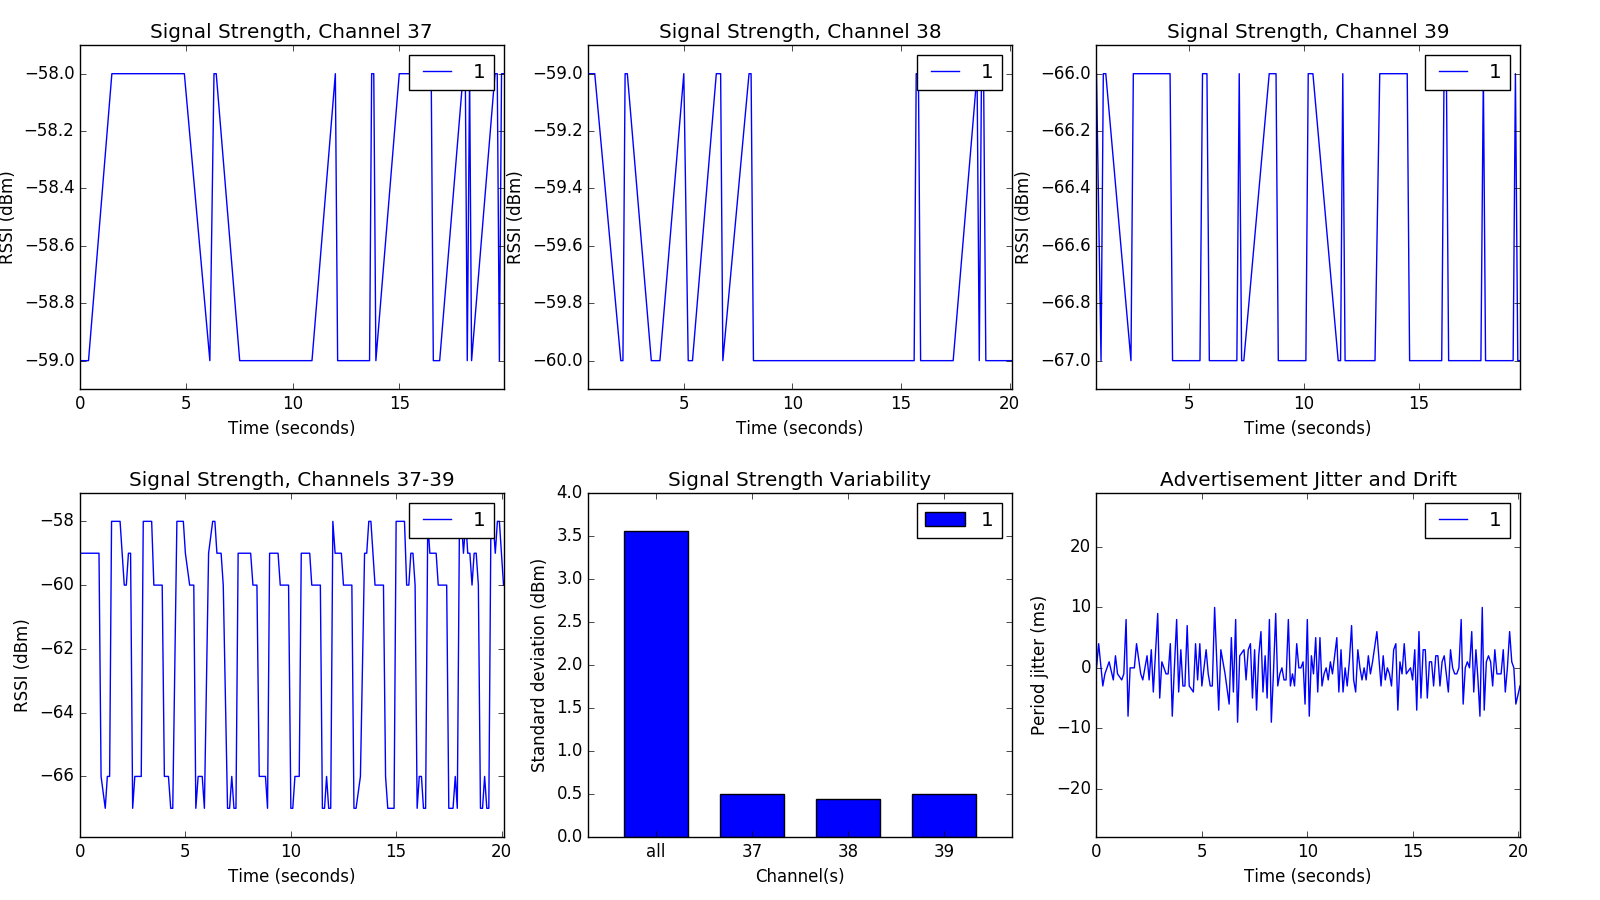 Signal Strength, Channel 37
1
−58.0
−58.2
−58.4
−58.6
−58.8
−59.0
RSSI (dBm)
0 5 10 15
Time (seconds)
Signal Strength, Channel 38
1
−59.0
−59.2
−59.4
−59.6
−59.8
−60.0
RSSI (dBm)
5 10 15 20
Time (seconds)
Signal Strength, Channel 39
1
−66.0
−66.2
−66.4
−66.6
−66.8
−67.0
RSSI (dBm)
5 10 15
Time (seconds)
Signal Strength, Channels 37-39
1
−58
−60
−62
−64
−66
RSSI (dBm)
0 5 10 15 20
Time (seconds)
Signal Strength Variability
1
4.0
3.5
3.0
2.5
2.0
1.5
1.0
0.5
0.0
Standard deviation (dBm)
all 37 38 39
Channel(s)
Advertisement Jitter and Drift
1
20
10
0
−10
−20
Period jitter (ms)
0 5 10 15 20
Time (seconds)